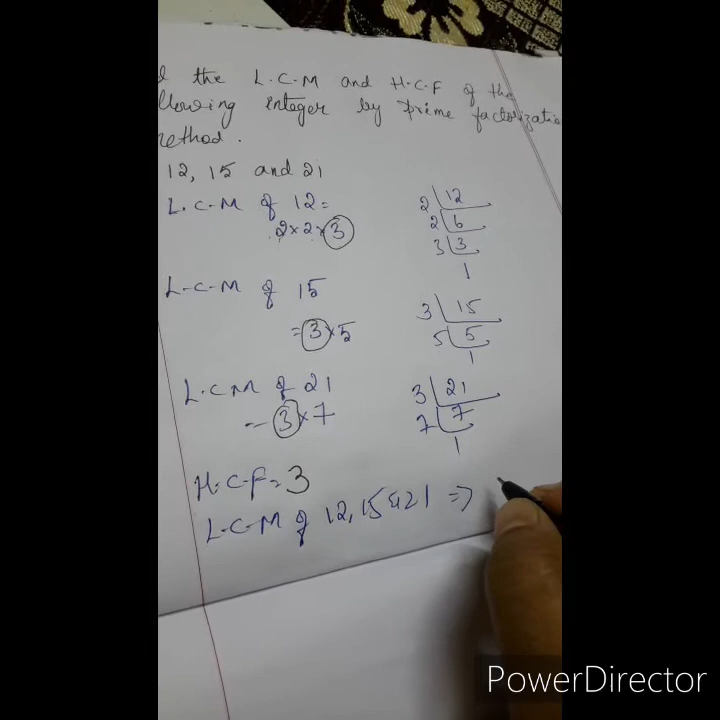 the L.C.M and H.C.F of the
integer by prime factorizatio
method.
12, 15 and 21
L.C.M of 12=
2×2×3
2 12
2 6
3 3
1
L.C.M of 15
=3×5
3 15
5 5
1
L.C.M of 21
=3×7
3 21
7 7
1
H.C.F=3
L.C.M of 12, 15 & 21 =>
PowerDirector